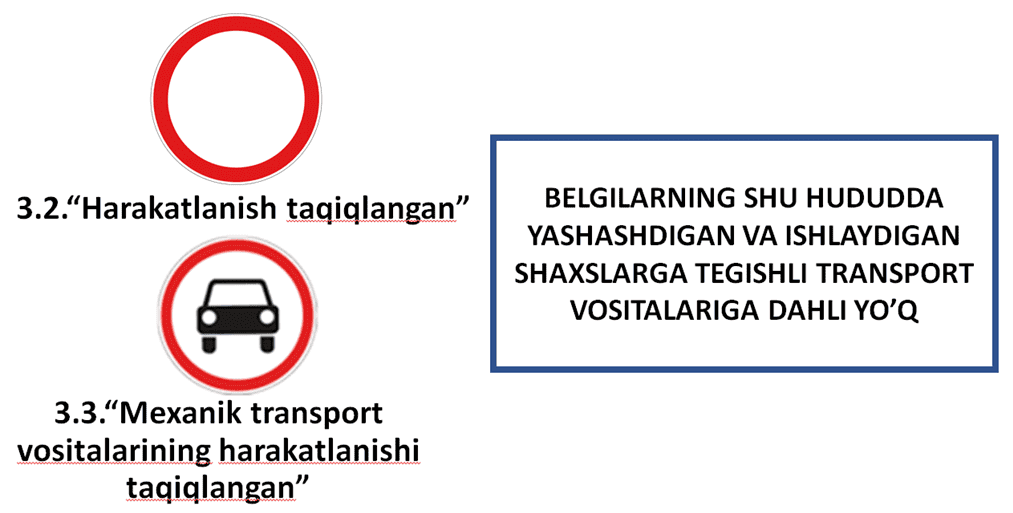 3.2.“Harakatlanish taqiqlangan”
3.3.“Mexanik transport
vositalarining harakatlanishi
taqiqlangan”
BELGILARNING SHU HUDUDDA
YASHASHDIGAN VA ISHLAYDIGAN
SHAXSLARGA TEGISHLI TRANSPORT
VOSITALARIGA DAHLI YO’Q